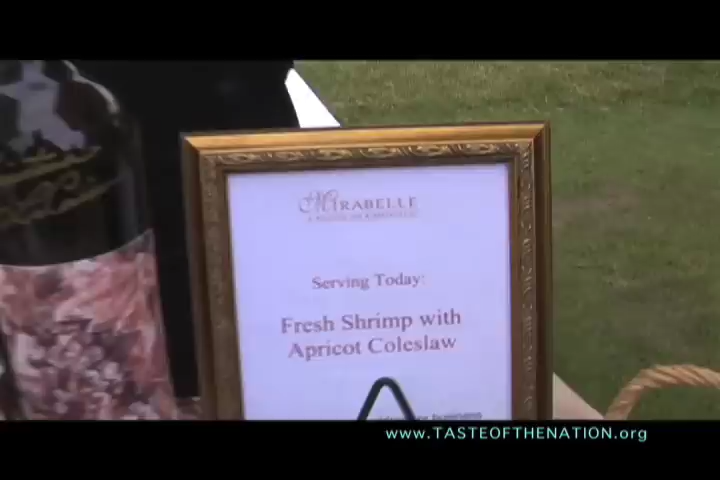 MIRABELLE
Serving Today:
Fresh Shrimp with
Apricot Coleslaw
www.TASTEOFTHENATION.org